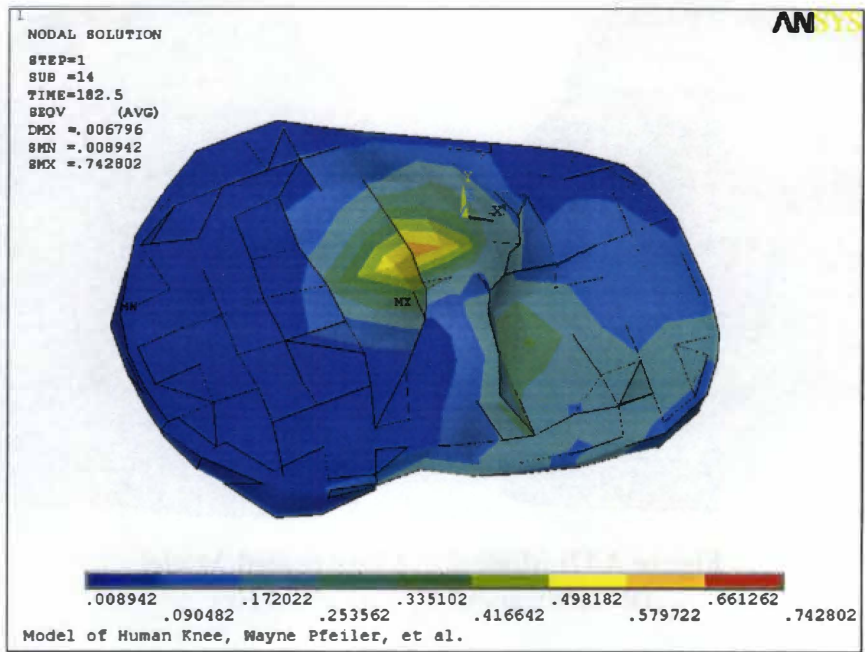 1
ANSYS
NODAL SOLUTION
STEP=1
SUB =14
TIME=182.5
SEQV (AVG)
DMX =.006796
SMN =.008942
SMX =.742802
Y
X
MN
MX
.008942 .172022 .335102 .498182 .661262
.090482 .253562 .416642 .579722 .742802
Model of Human Knee, Wayne Pfeiler, et al.